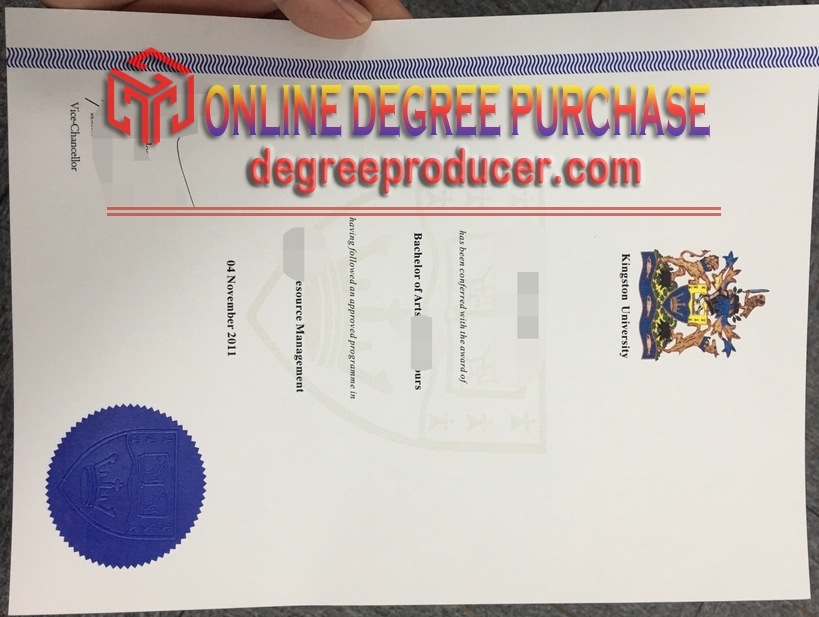 ONLINE DEGREE PURCHASE
degreeproducer.com
Kingston University
has been conferred with the award of
Bachelor of Arts
ours
having followed an approved programme in
esource Management
04 November 2011
Vice-Chancellor